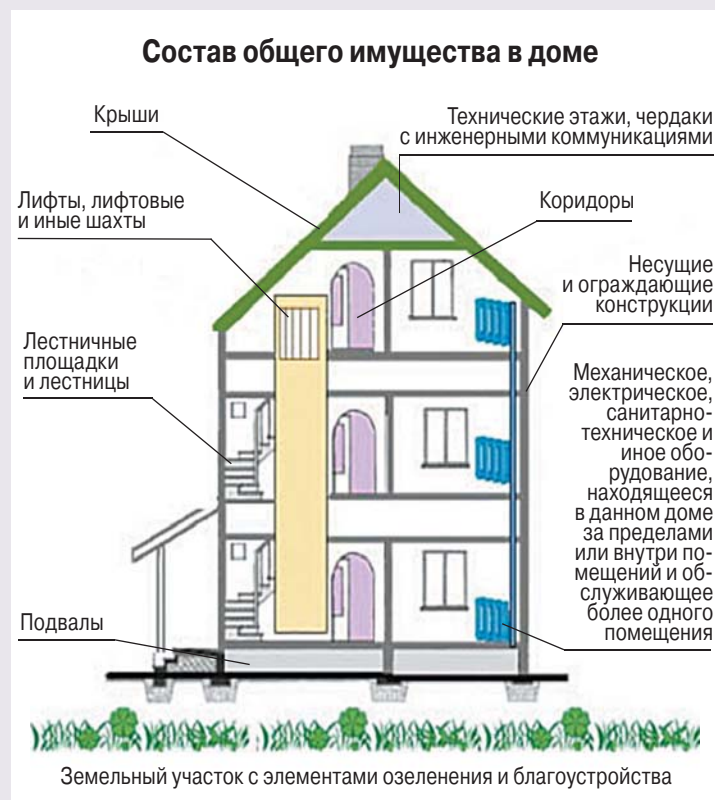 Состав общего имущества в доме
Крыши
Технические этажи, чердаки
с инженерными коммуникациями
Лифты, лифтовые
и иные шахты
Коридоры
Несущие
и ограждающие
конструкции
Лестничные
площадки
и лестницы
Механическое,
электрическое,
санитарно-
техническое и
иное обо-
рудование,
находящееся
в данном доме
за пределами
или внутри по-
мещений и об-
служивающее
более одного
помещения
Подвалы
Земельный участок с элементами озеленения и благоустройства